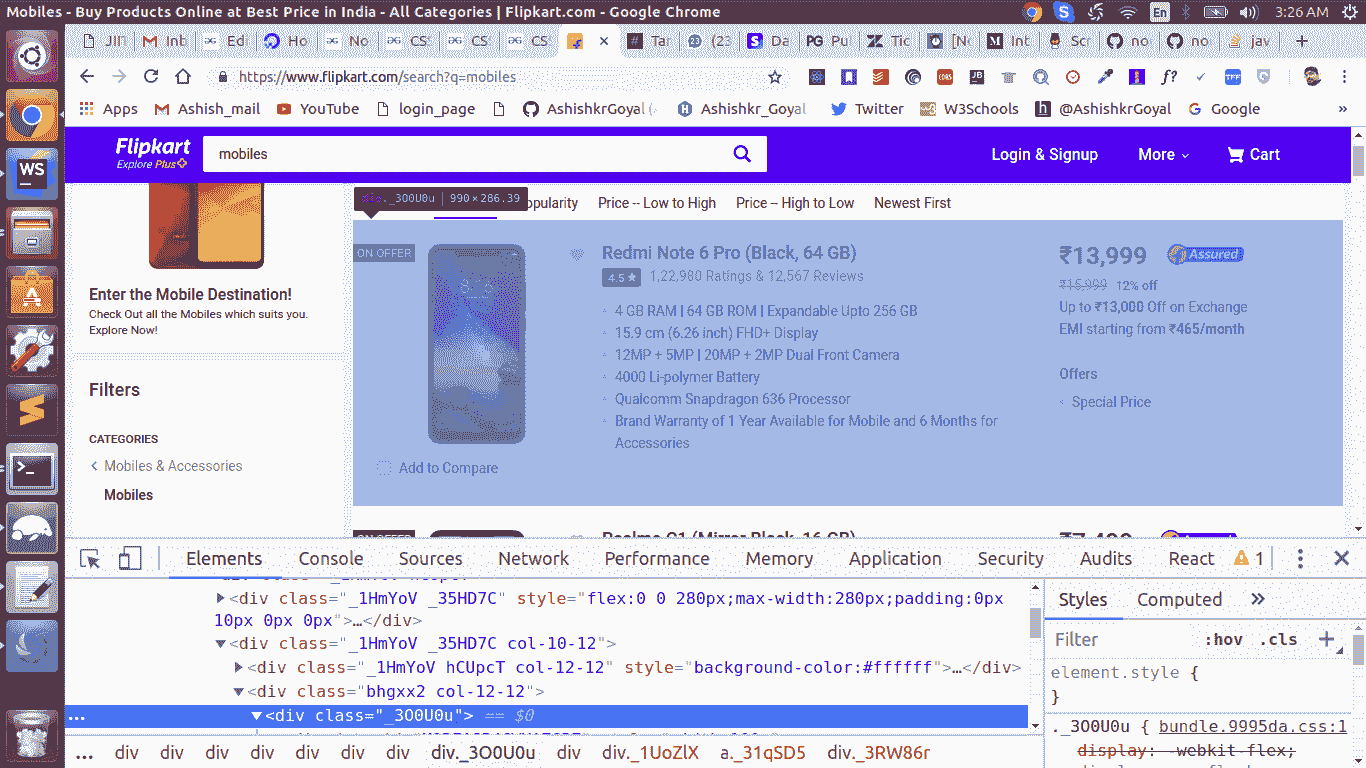 Mobiles - Buy Products Online at Best Price in India - All Categories | Flipkart.com - Google Chrome
En
3:26 AM
JIIT
Inb
Edi
Ho
No
CS
CS
CS
Tar
(23
Da
Pu
Tic
[No
Int
Scr
no
no
jav
https://www.flipkart.com/search?q=mobiles
Apps
Ashish_mail
YouTube
login_page
AshishkrGoyal (
Ashishkr_Goyal
Twitter
W3Schools
@AshishkrGoyal
Google
»
WS
Flipkart
Explore Plus
mobiles
Login & Signup
More
Cart
div._3O0U0u | 990 × 286.39
opularity
Price -- Low to High
Price -- High to Low
Newest First
Enter the Mobile Destination!
Check Out all the Mobiles which suits you.
Explore Now!
Filters
CATEGORIES
Mobiles & Accessories
Mobiles
ON OFFER
Redmi Note 6 Pro (Black, 64 GB)
4.5 ★ 1,22,980 Ratings & 12,567 Reviews
4 GB RAM | 64 GB ROM | Expandable Upto 256 GB
15.9 cm (6.26 inch) FHD+ Display
12MP + 5MP | 20MP + 2MP Dual Front Camera
4000 Li-polymer Battery
Qualcomm Snapdragon 636 Processor
Brand Warranty of 1 Year Available for Mobile and 6 Months for
Accessories
Add to Compare
₹13,999
Assured
₹15,999 12% off
Up to ₹13,000 Off on Exchange
EMI starting from ₹465/month
Offers
Special Price
Elements
Console
Sources
Network
Performance
Memory
Application
Security
Audits
React
1
<div class="_1HmYoV _35HD7C" style="flex:0 0 280px;max-width:280px;padding:0px
10px 0px 0px">…</div>
<div class="_1HmYoV _35HD7C col-10-12">
<div class="_1HmYoV hCUpcT col-12-12" style="background-color:#ffffff">…</div>
<div class="bhgxx2 col-12-12">
... <div class="_3O0U0u"> == $0
... div div div div div div div._3O0U0u div div._1UoZlX a._31qSD5 div._3RW86r
Styles
Computed
»
Filter
:hov .cls +
element.style {
}
._3O0U0u { bundle.9995da.css:1
display: -webkit-flex;